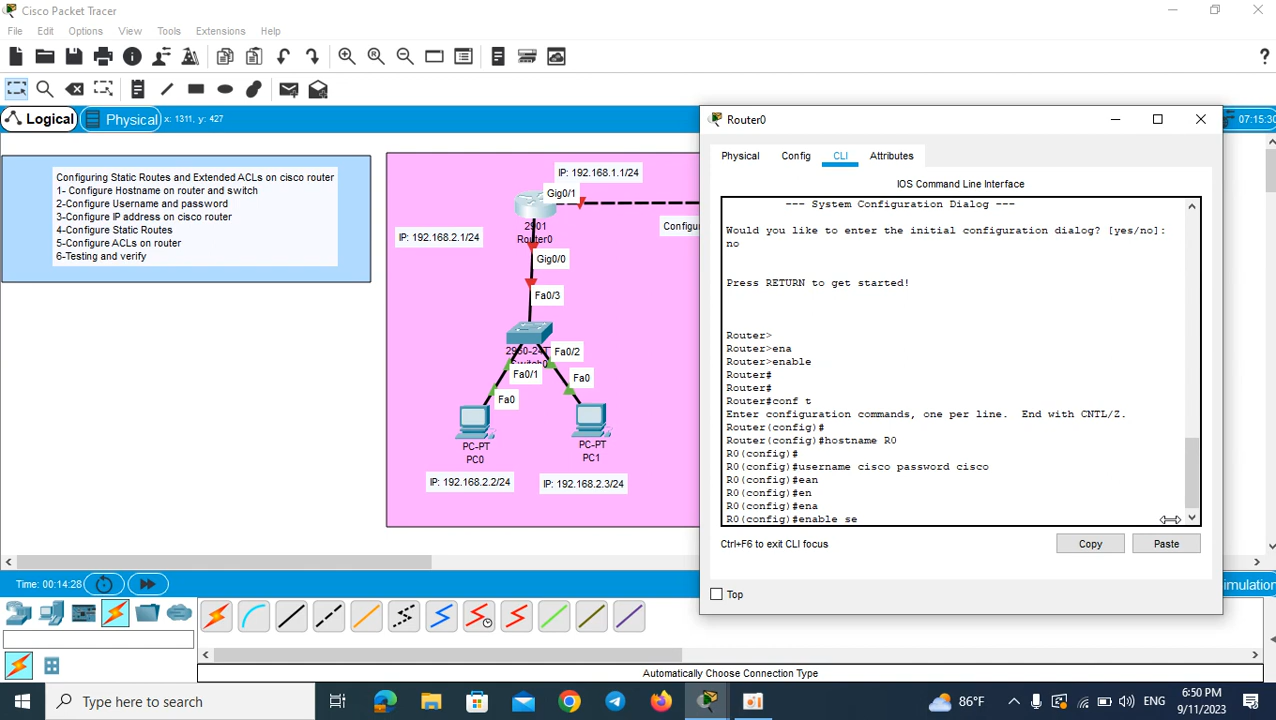 Cisco Packet Tracer
File Edit Options View Tools Extensions Help
?
Logical Physical x: 1311, y: 427
07:15:30
Configuring Static Routes and Extended ACLs on cisco router
1- Configure Hostname on router and switch
2-Configure Username and password
3-Configure IP address on cisco router
4-Configure Static Routes
5-Configure ACLs on router
6-Testing and verify
IP: 192.168.1.1/24
Gig0/1
2901
Router0
IP: 192.168.2.1/24
Configu
Gig0/0
Fa0/3
2960-24T
Switch0
Fa0/2
Fa0/1
Fa0
Fa0
PC-PT
PC0
PC-PT
PC1
IP: 192.168.2.2/24
IP: 192.168.2.3/24
Router0
Physical Config CLI Attributes
IOS Command Line Interface
--- System Configuration Dialog ---
Would you like to enter the initial configuration dialog? [yes/no]:
no
Press RETURN to get started!
Router>
Router>ena
Router>enable
Router#
Router#
Router#conf t
Enter configuration commands, one per line. End with CNTL/Z.
Router(config)#
Router(config)#hostname R0
R0(config)#
R0(config)#username cisco password cisco
R0(config)#ean
R0(config)#en
R0(config)#ena
R0(config)#enable se
Ctrl+F6 to exit CLI focus
Copy Paste
Top
Time: 00:14:28
imulation
Automatically Choose Connection Type
Type here to search
86°F
ENG
6:50 PM
9/11/2023